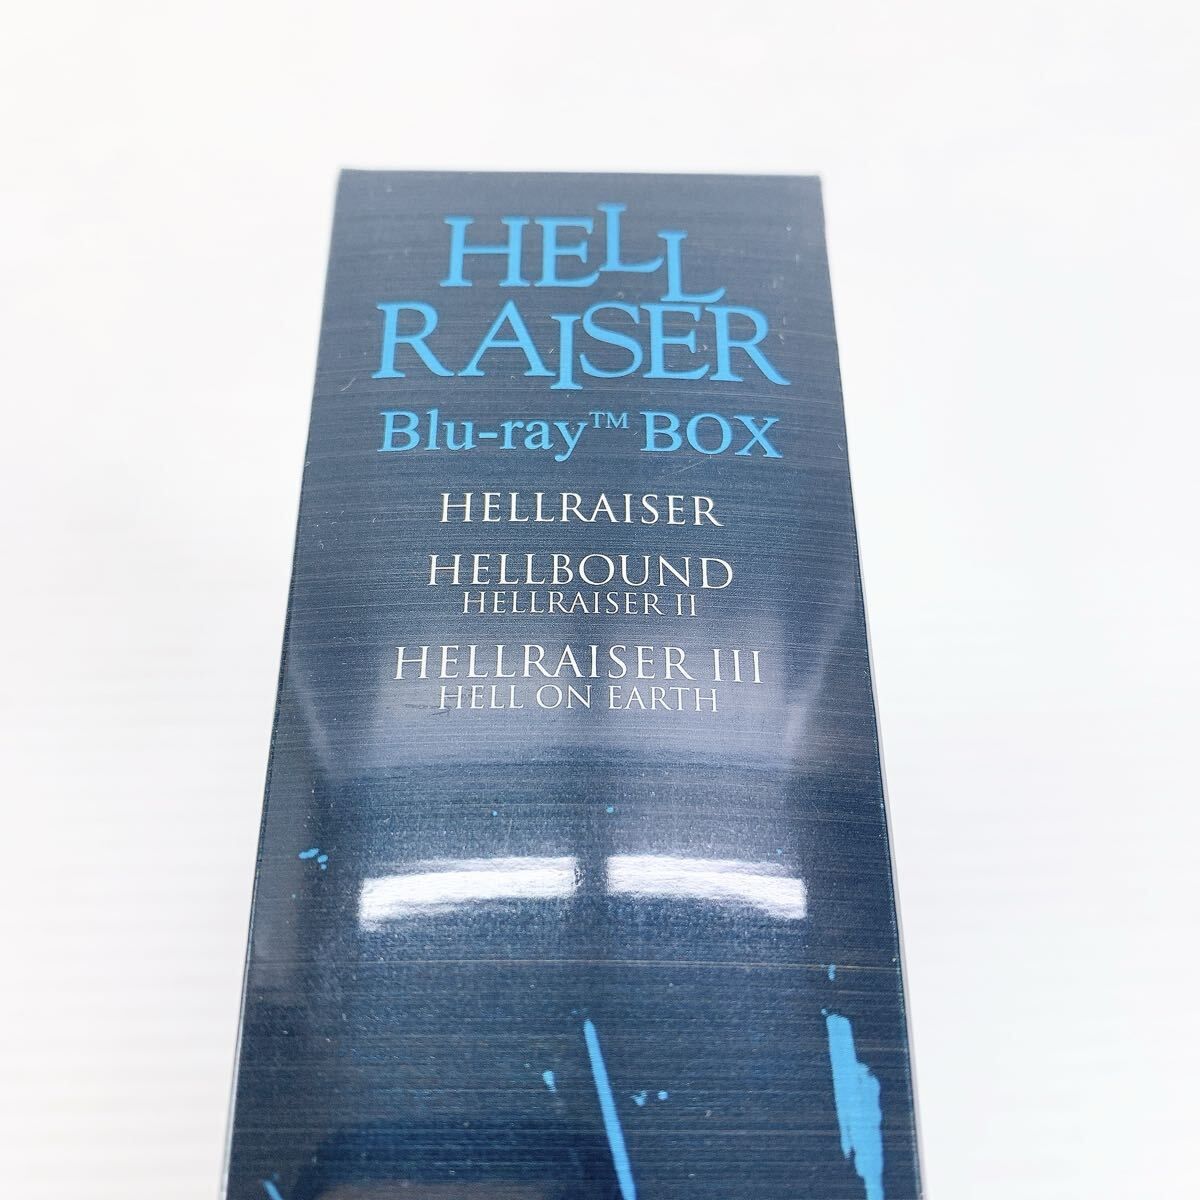 HELL
RAISER
Blu-ray™ BOX
HELLRAISER
HELLBOUND
HELLRAISER II
HELLRAISER III
HELL ON EARTH